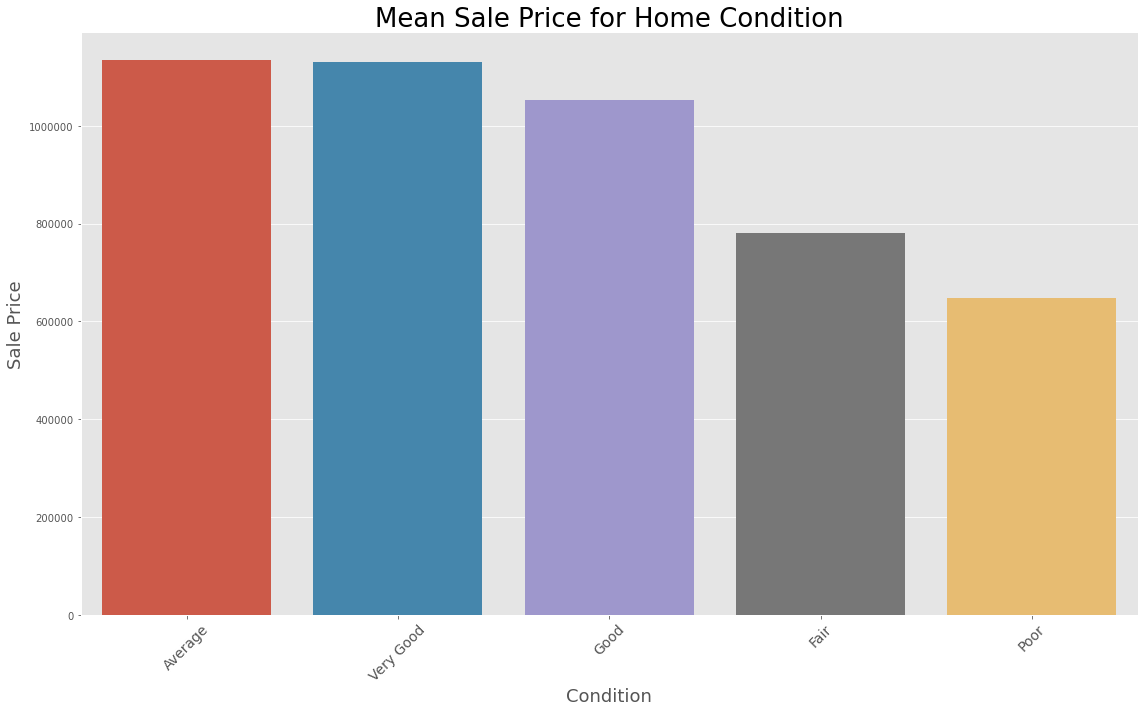 Mean Sale Price for Home Condition
Sale Price
1000000
800000
600000
400000
200000
0
Average
Very Good
Good
Fair
Poor
Condition